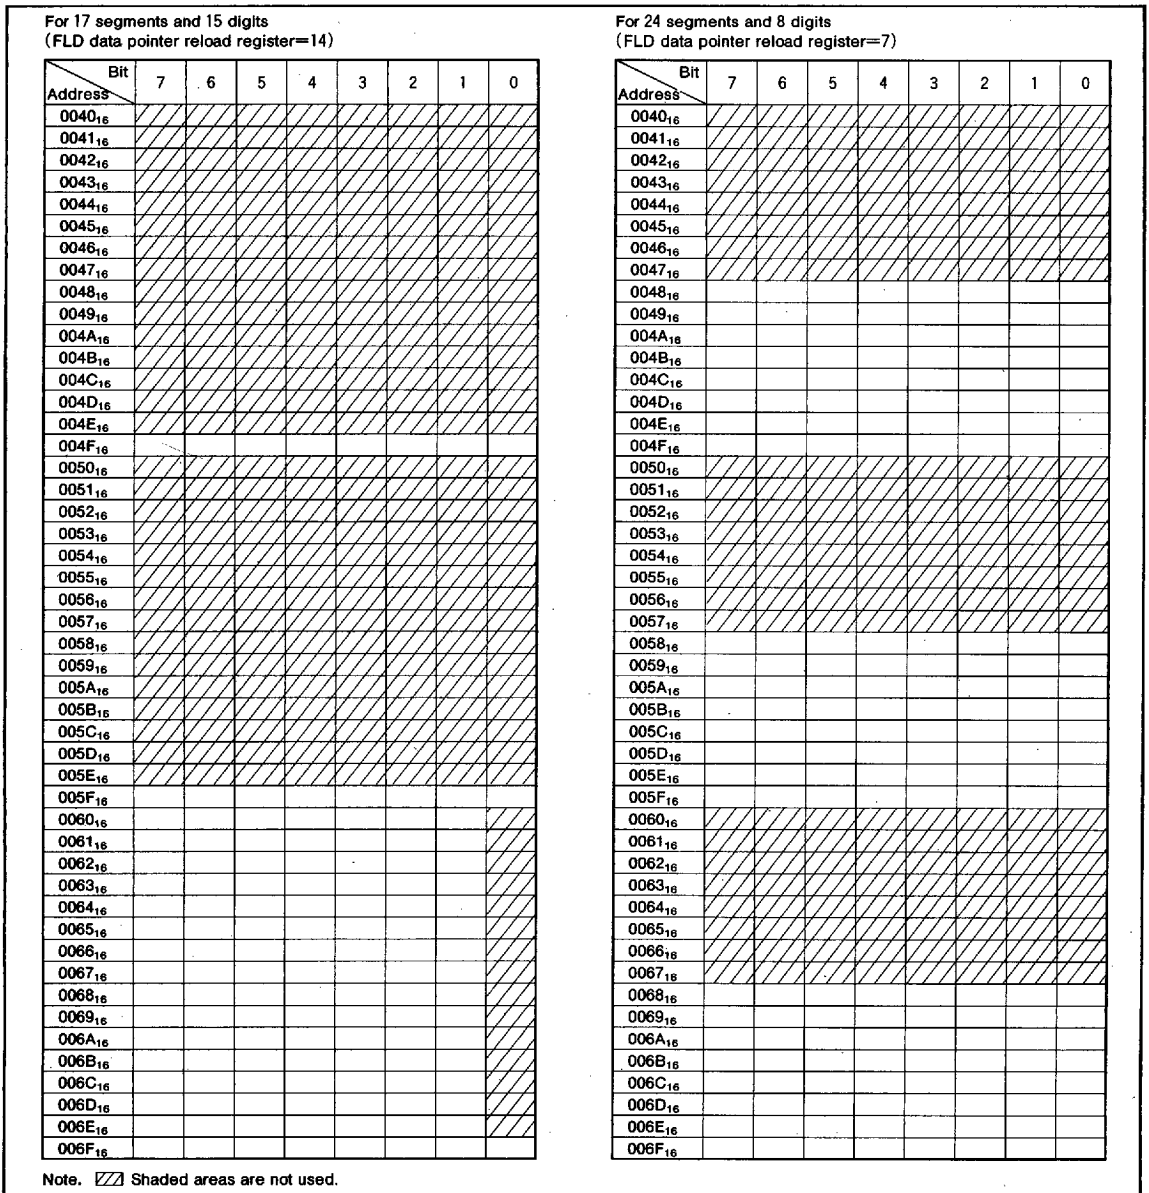 For 17 segments and 15 digits
(FLD data pointer reload register=14)
Bit
Address
7 6 5 4 3 2 1 0
0040₁₆
0041₁₆
0042₁₆
0043₁₆
0044₁₆
0045₁₆
0046₁₆
0047₁₆
0048₁₆
0049₁₆
004A₁₆
004B₁₆
004C₁₆
004D₁₆
004E₁₆
004F₁₆
0050₁₆
0051₁₆
0052₁₆
0053₁₆
0054₁₆
0055₁₆
0056₁₆
0057₁₆
0058₁₆
0059₁₆
005A₁₆
005B₁₆
005C₁₆
005D₁₆
005E₁₆
005F₁₆
0060₁₆
0061₁₆
0062₁₆
0063₁₆
0064₁₆
0065₁₆
0066₁₆
0067₁₆
0068₁₆
0069₁₆
006A₁₆
006B₁₆
006C₁₆
006D₁₆
006E₁₆
006F₁₆
For 24 segments and 8 digits
(FLD data pointer reload register=7)
Bit
Address
7 6 5 4 3 2 1 0
0040₁₆
0041₁₆
0042₁₆
0043₁₆
0044₁₆
0045₁₆
0046₁₆
0047₁₆
0048₁₆
0049₁₆
004A₁₆
004B₁₆
004C₁₆
004D₁₆
004E₁₆
004F₁₆
0050₁₆
0051₁₆
0052₁₆
0053₁₆
0054₁₆
0055₁₆
0056₁₆
0057₁₆
0058₁₆
0059₁₆
005A₁₆
005B₁₆
005C₁₆
005D₁₆
005E₁₆
005F₁₆
0060₁₆
0061₁₆
0062₁₆
0063₁₆
0064₁₆
0065₁₆
0066₁₆
0067₁₆
0068₁₆
0069₁₆
006A₁₆
006B₁₆
006C₁₆
006D₁₆
006E₁₆
006F₁₆
Note. Shaded areas are not used.